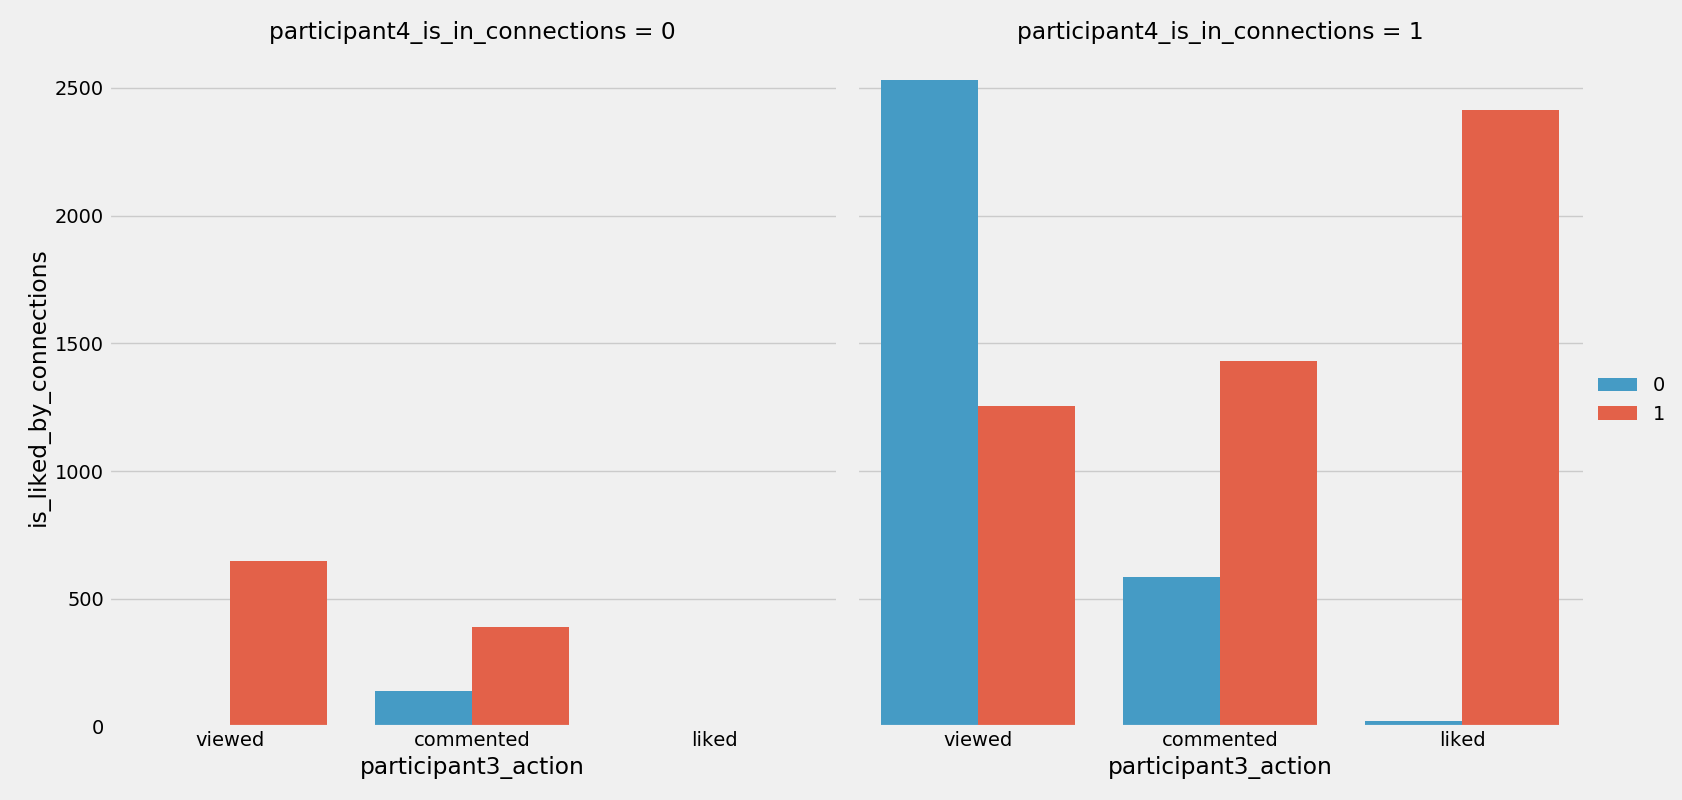 participant4_is_in_connections = 0
participant4_is_in_connections = 1
is_liked_by_connections
2500
2000
1500
1000
500
0
viewed commented liked
viewed commented liked
participant3_action
participant3_action
0
1